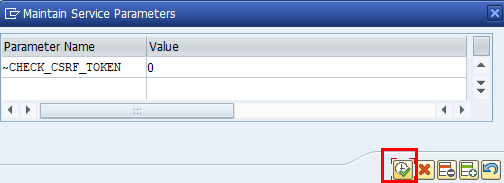 Maintain Service Parameters
Parameter Name Value
~CHECK_CSRF_TOKEN 0